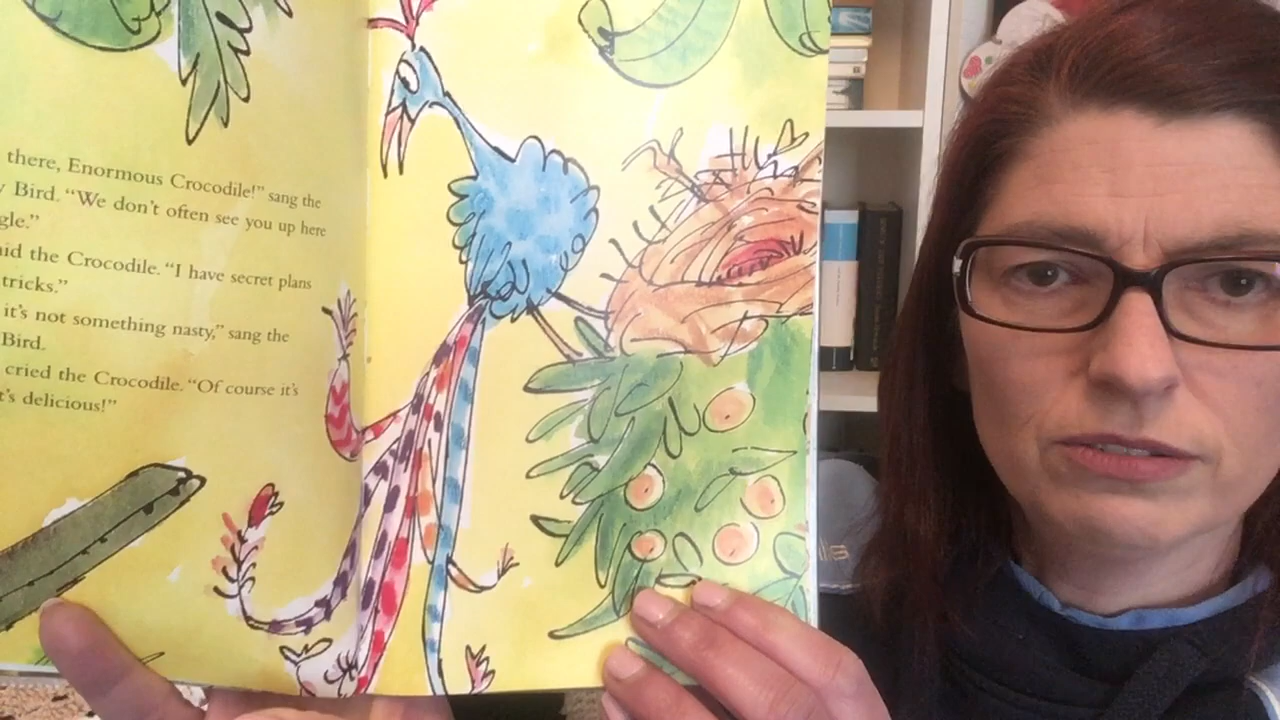 there, Enormous Crocodile!” sang the
y Bird. “We don’t often see you up here
gle.”
aid the Crocodile. “I have secret plans
tricks.”
it’s not something nasty,” sang the
Bird.
cried the Crocodile. “Of course it’s
t’s delicious!”